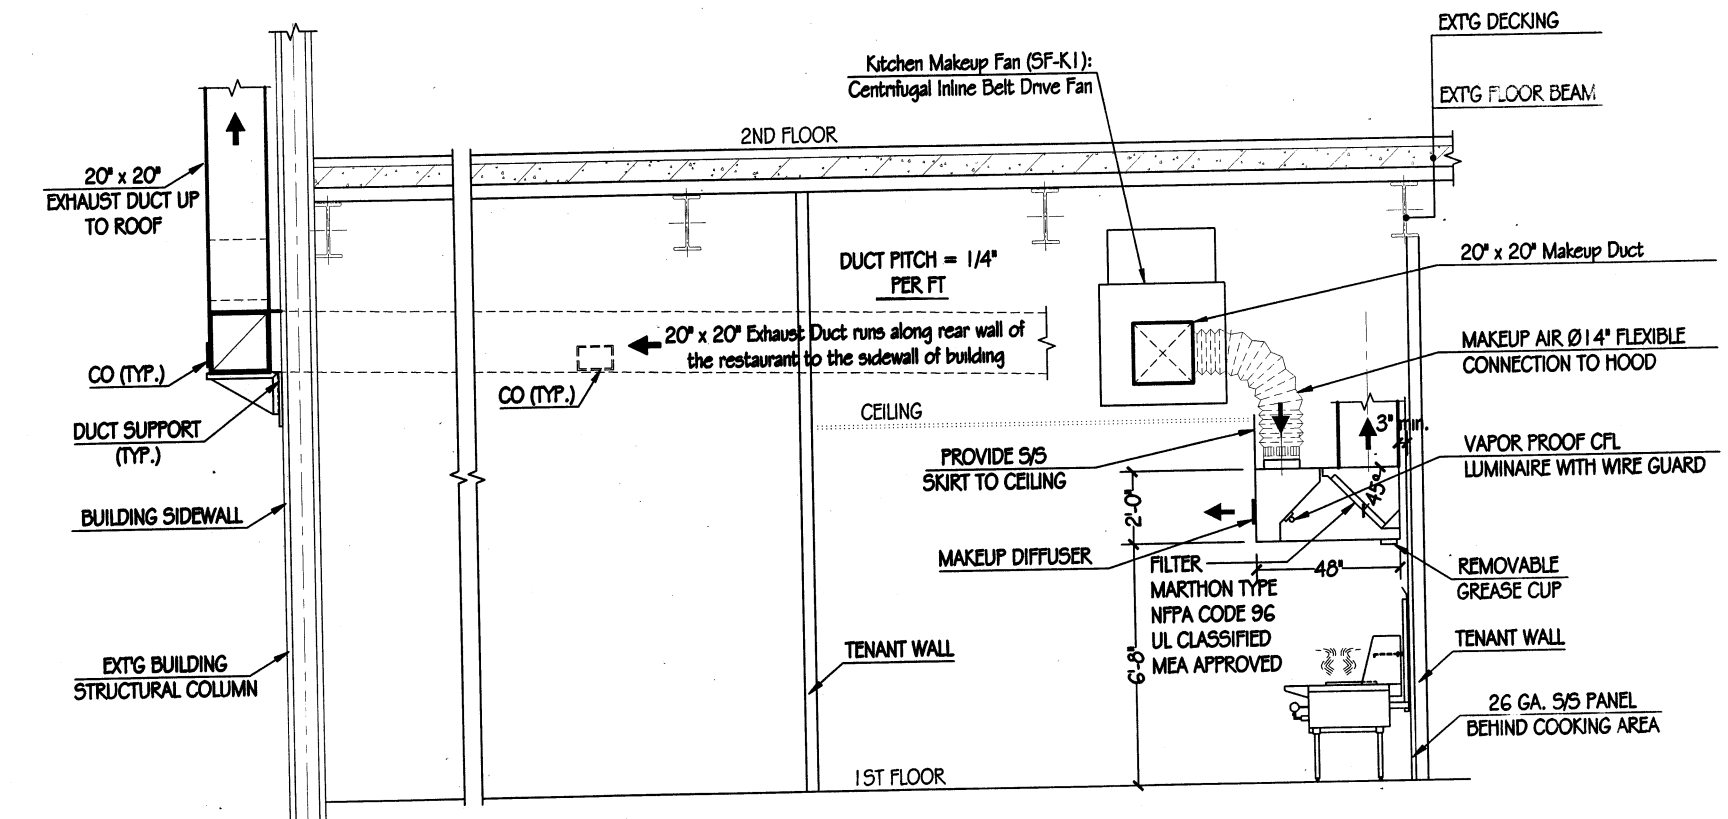 EXT'G DECKING
Kitchen Makeup Fan (SF-K1):
Centrifugal Inline Belt Drive Fan
EXT'G FLOOR BEAM
2ND FLOOR
20" x 20"
EXHAUST DUCT UP
TO ROOF
DUCT PITCH = 1/4"
PER FT
20" x 20" Makeup Duct
20" x 20" Exhaust Duct runs along rear wall of
the restaurant to the sidewall of building
MAKEUP AIR Ø14" FLEXIBLE
CONNECTION TO HOOD
CO (TYP.)
CO (TYP.)
CEILING
3" min.
DUCT SUPPORT
(TYP.)
PROVIDE S/S
SKIRT TO CEILING
VAPOR PROOF CFL
LUMINAIRE WITH WIRE GUARD
45°
2'-0"
BUILDING SIDEWALL
MAKEUP DIFFUSER
FILTER
MARTHON TYPE
NFPA CODE 96
UL CLASSIFIED
MEA APPROVED
48"
REMOVABLE
GREASE CUP
6'-8"
TENANT WALL
TENANT WALL
EXT'G BUILDING
STRUCTURAL COLUMN
26 GA. S/S PANEL
BEHIND COOKING AREA
1ST FLOOR